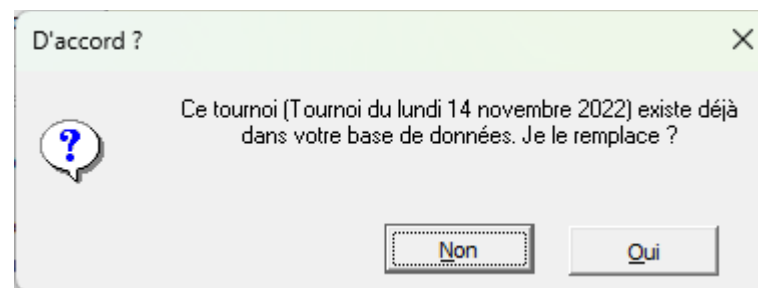 D'accord ?
Ce tournoi (Tournoi du lundi 14 novembre 2022) existe déjà
dans votre base de données. Je le remplace ?
Non
Oui